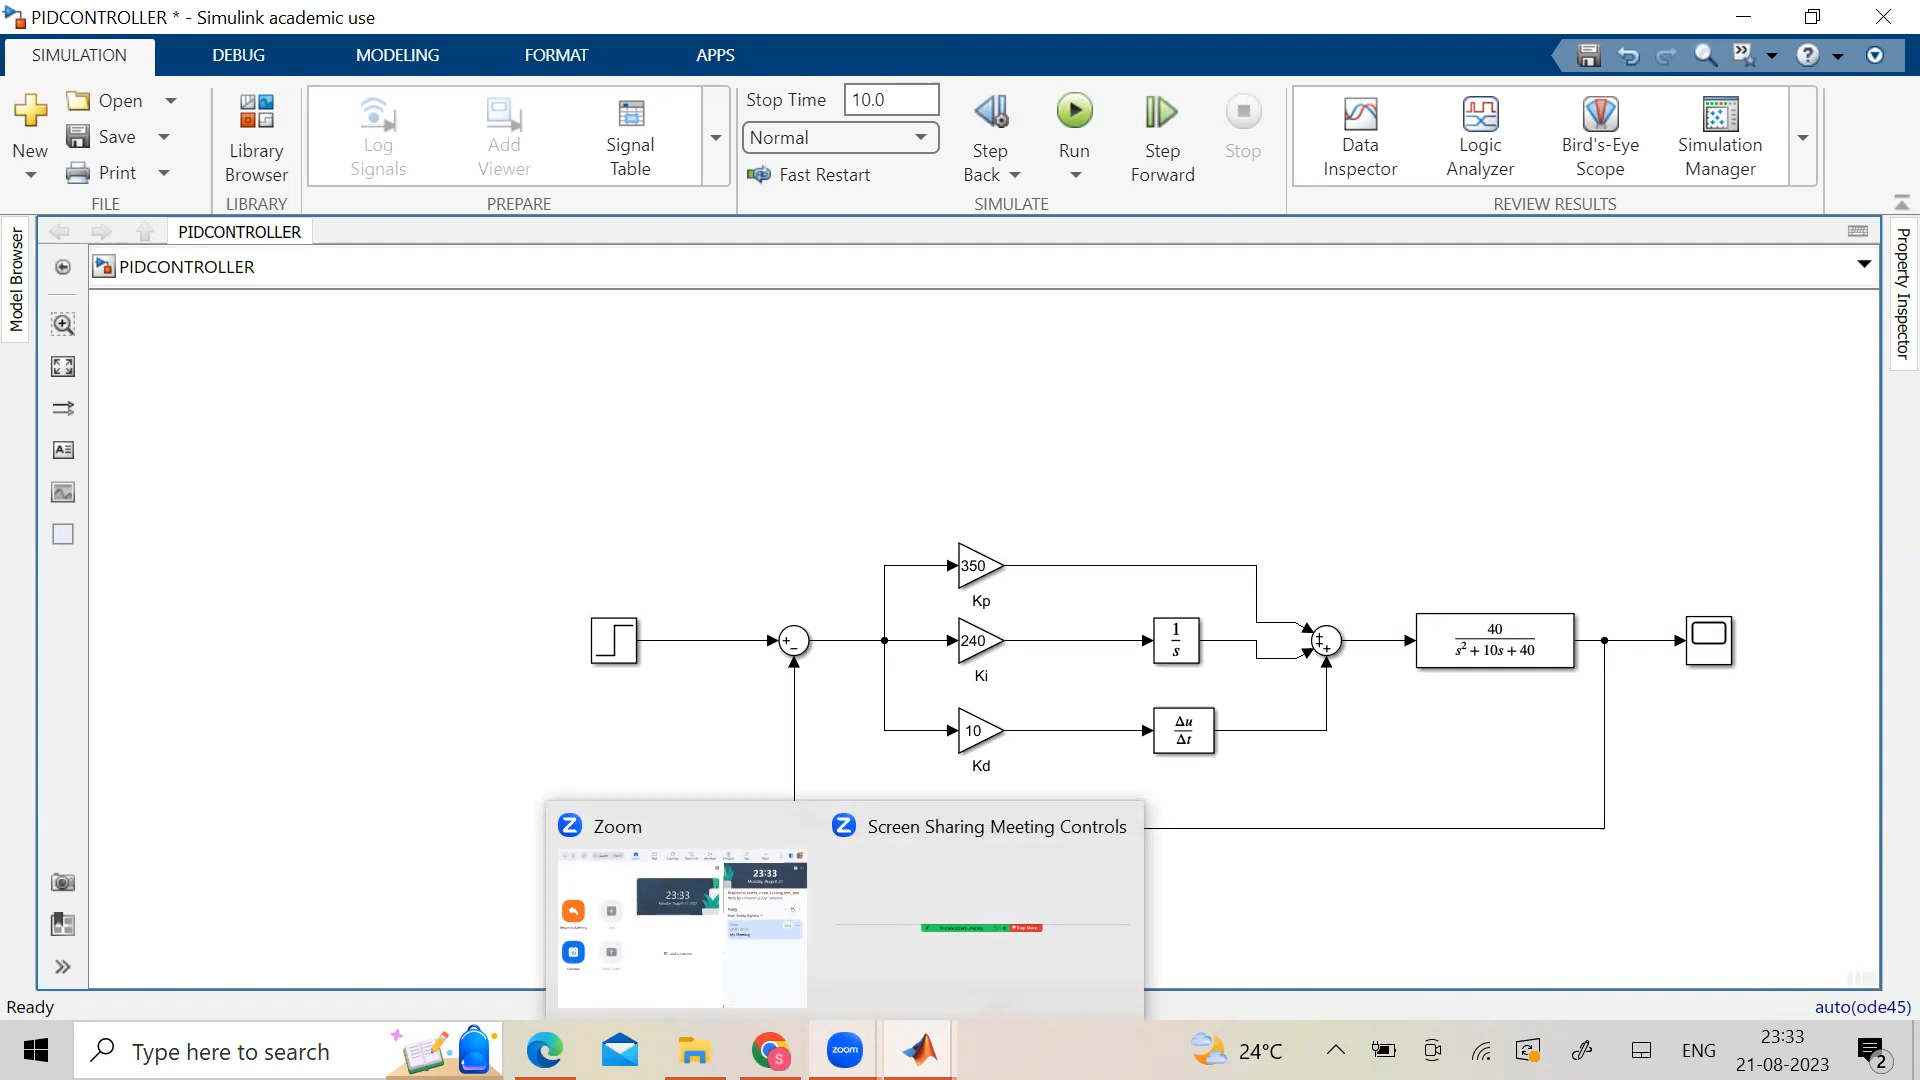 PIDCONTROLLER * - Simulink academic use
SIMULATION
DEBUG
MODELING
FORMAT
APPS
New
Open
Save
Print
FILE
Library Browser
LIBRARY
Log Signals
Add Viewer
Signal Table
PREPARE
Stop Time 10.0
Normal
Fast Restart
Step Back
Run
Step Forward
Stop
SIMULATE
Data Inspector
Logic Analyzer
Bird's-Eye Scope
Simulation Manager
REVIEW RESULTS
Model Browser
PIDCONTROLLER
PIDCONTROLLER
Property Inspector
350
Kp
+
−
240
Ki
1
s
+
+
+
40
s² + 10s + 40
10
Kd
Δu
Δt
Zoom
Screen Sharing Meeting Controls
23:33
23:33
My Meeting
Ready
auto(ode45)
Type here to search
zoom
24°C
ENG
23:33
21-08-2023
2